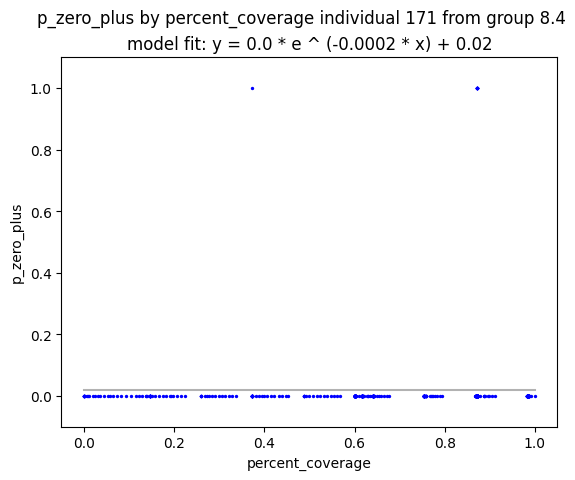 p_zero_plus by percent_coverage individual 171 from group 8.4
model fit: y = 0.0 * e ^ (-0.0002 * x) + 0.02
1.0
0.8
0.6
0.4
0.2
0.0
p_zero_plus
0.0 0.2 0.4 0.6 0.8 1.0
percent_coverage